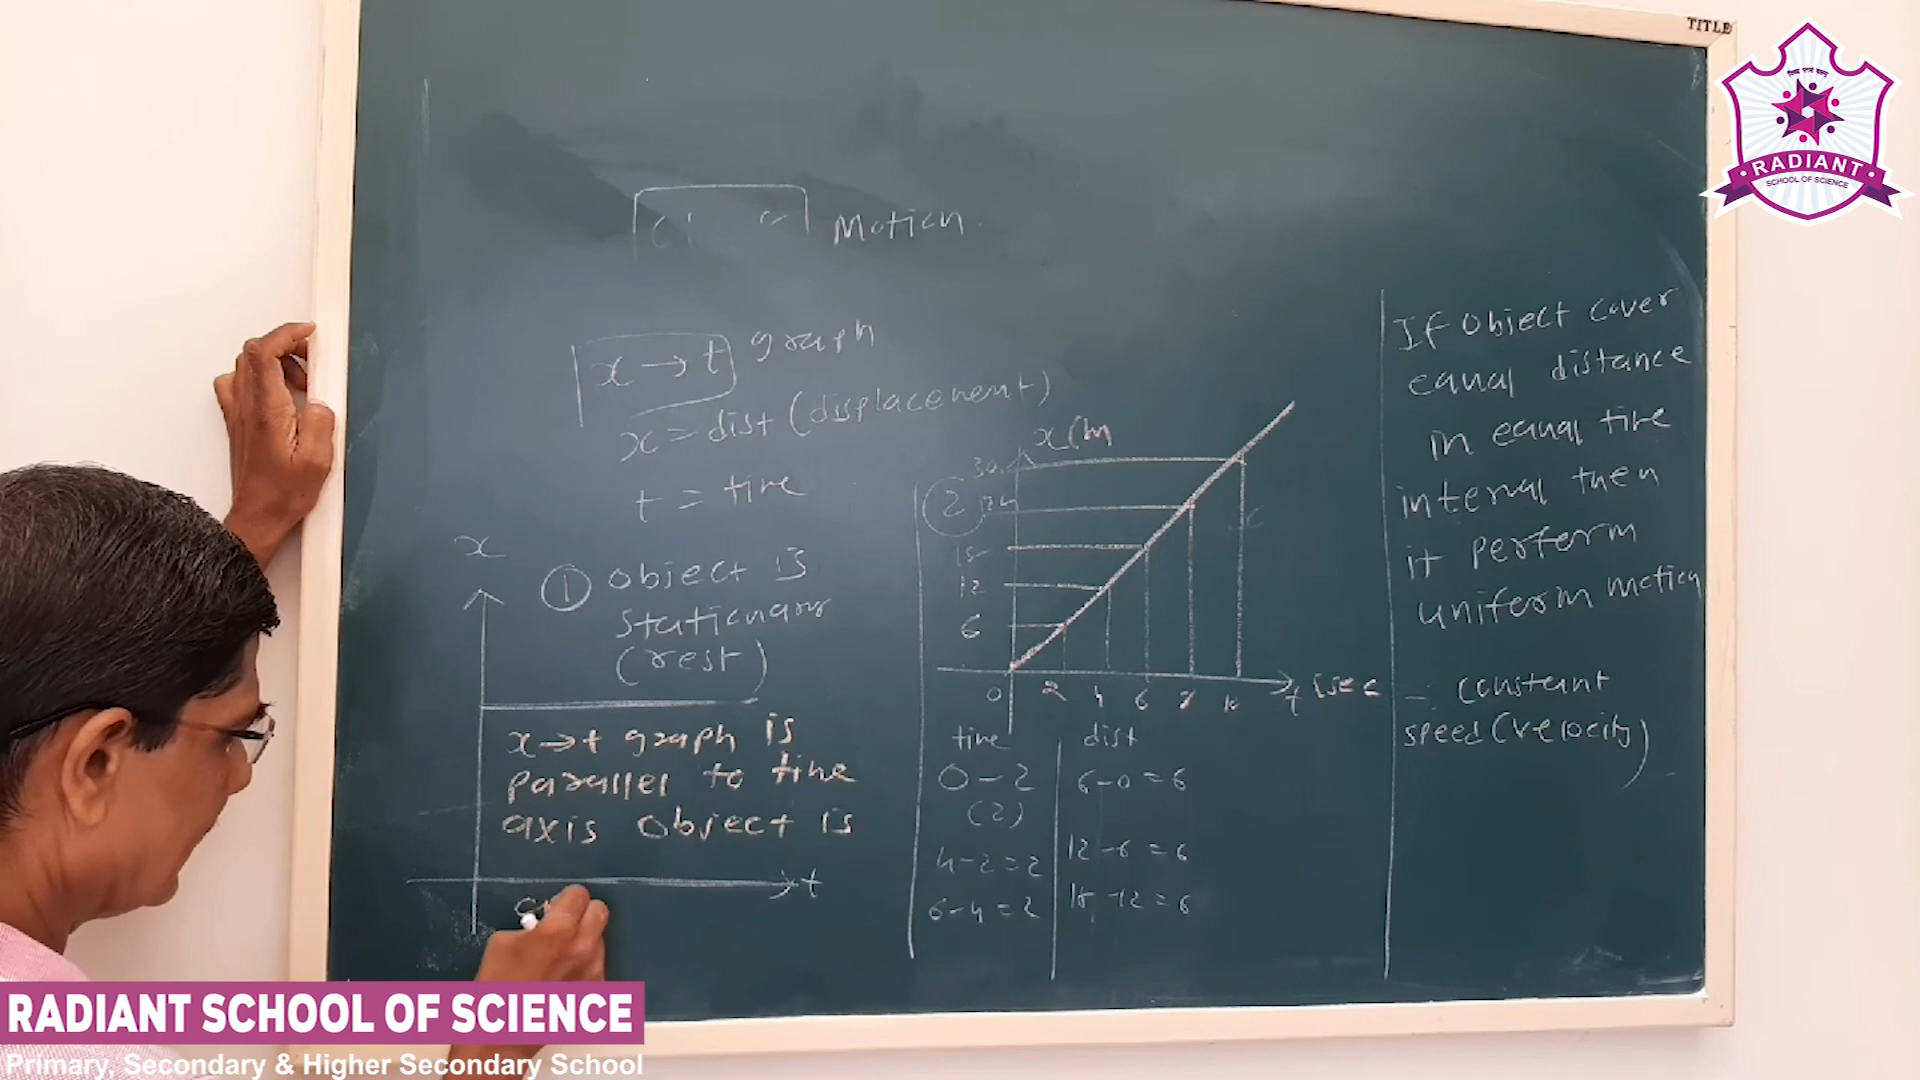 TITLE
RADIANT
SCHOOL OF SCIENCE
Motion
x → t graph
x = dist (displacement)
t = time
x
① Object is
stationary
(rest)
x→t graph is
parallel to time
axis object is
t
②
x(m
30
24
18
12
6
0 2 4 6 8 10 t (sec
time dist
0 - 2 6-0 = 6
(2)
4-2=2 12-6 = 6
6-4=2 18-12=6
If object cover
equal distance
in equal time
interval then
it perform
uniform motion
- constant
speed (velocity)
RADIANT SCHOOL OF SCIENCE
Primary, Secondary & Higher Secondary School